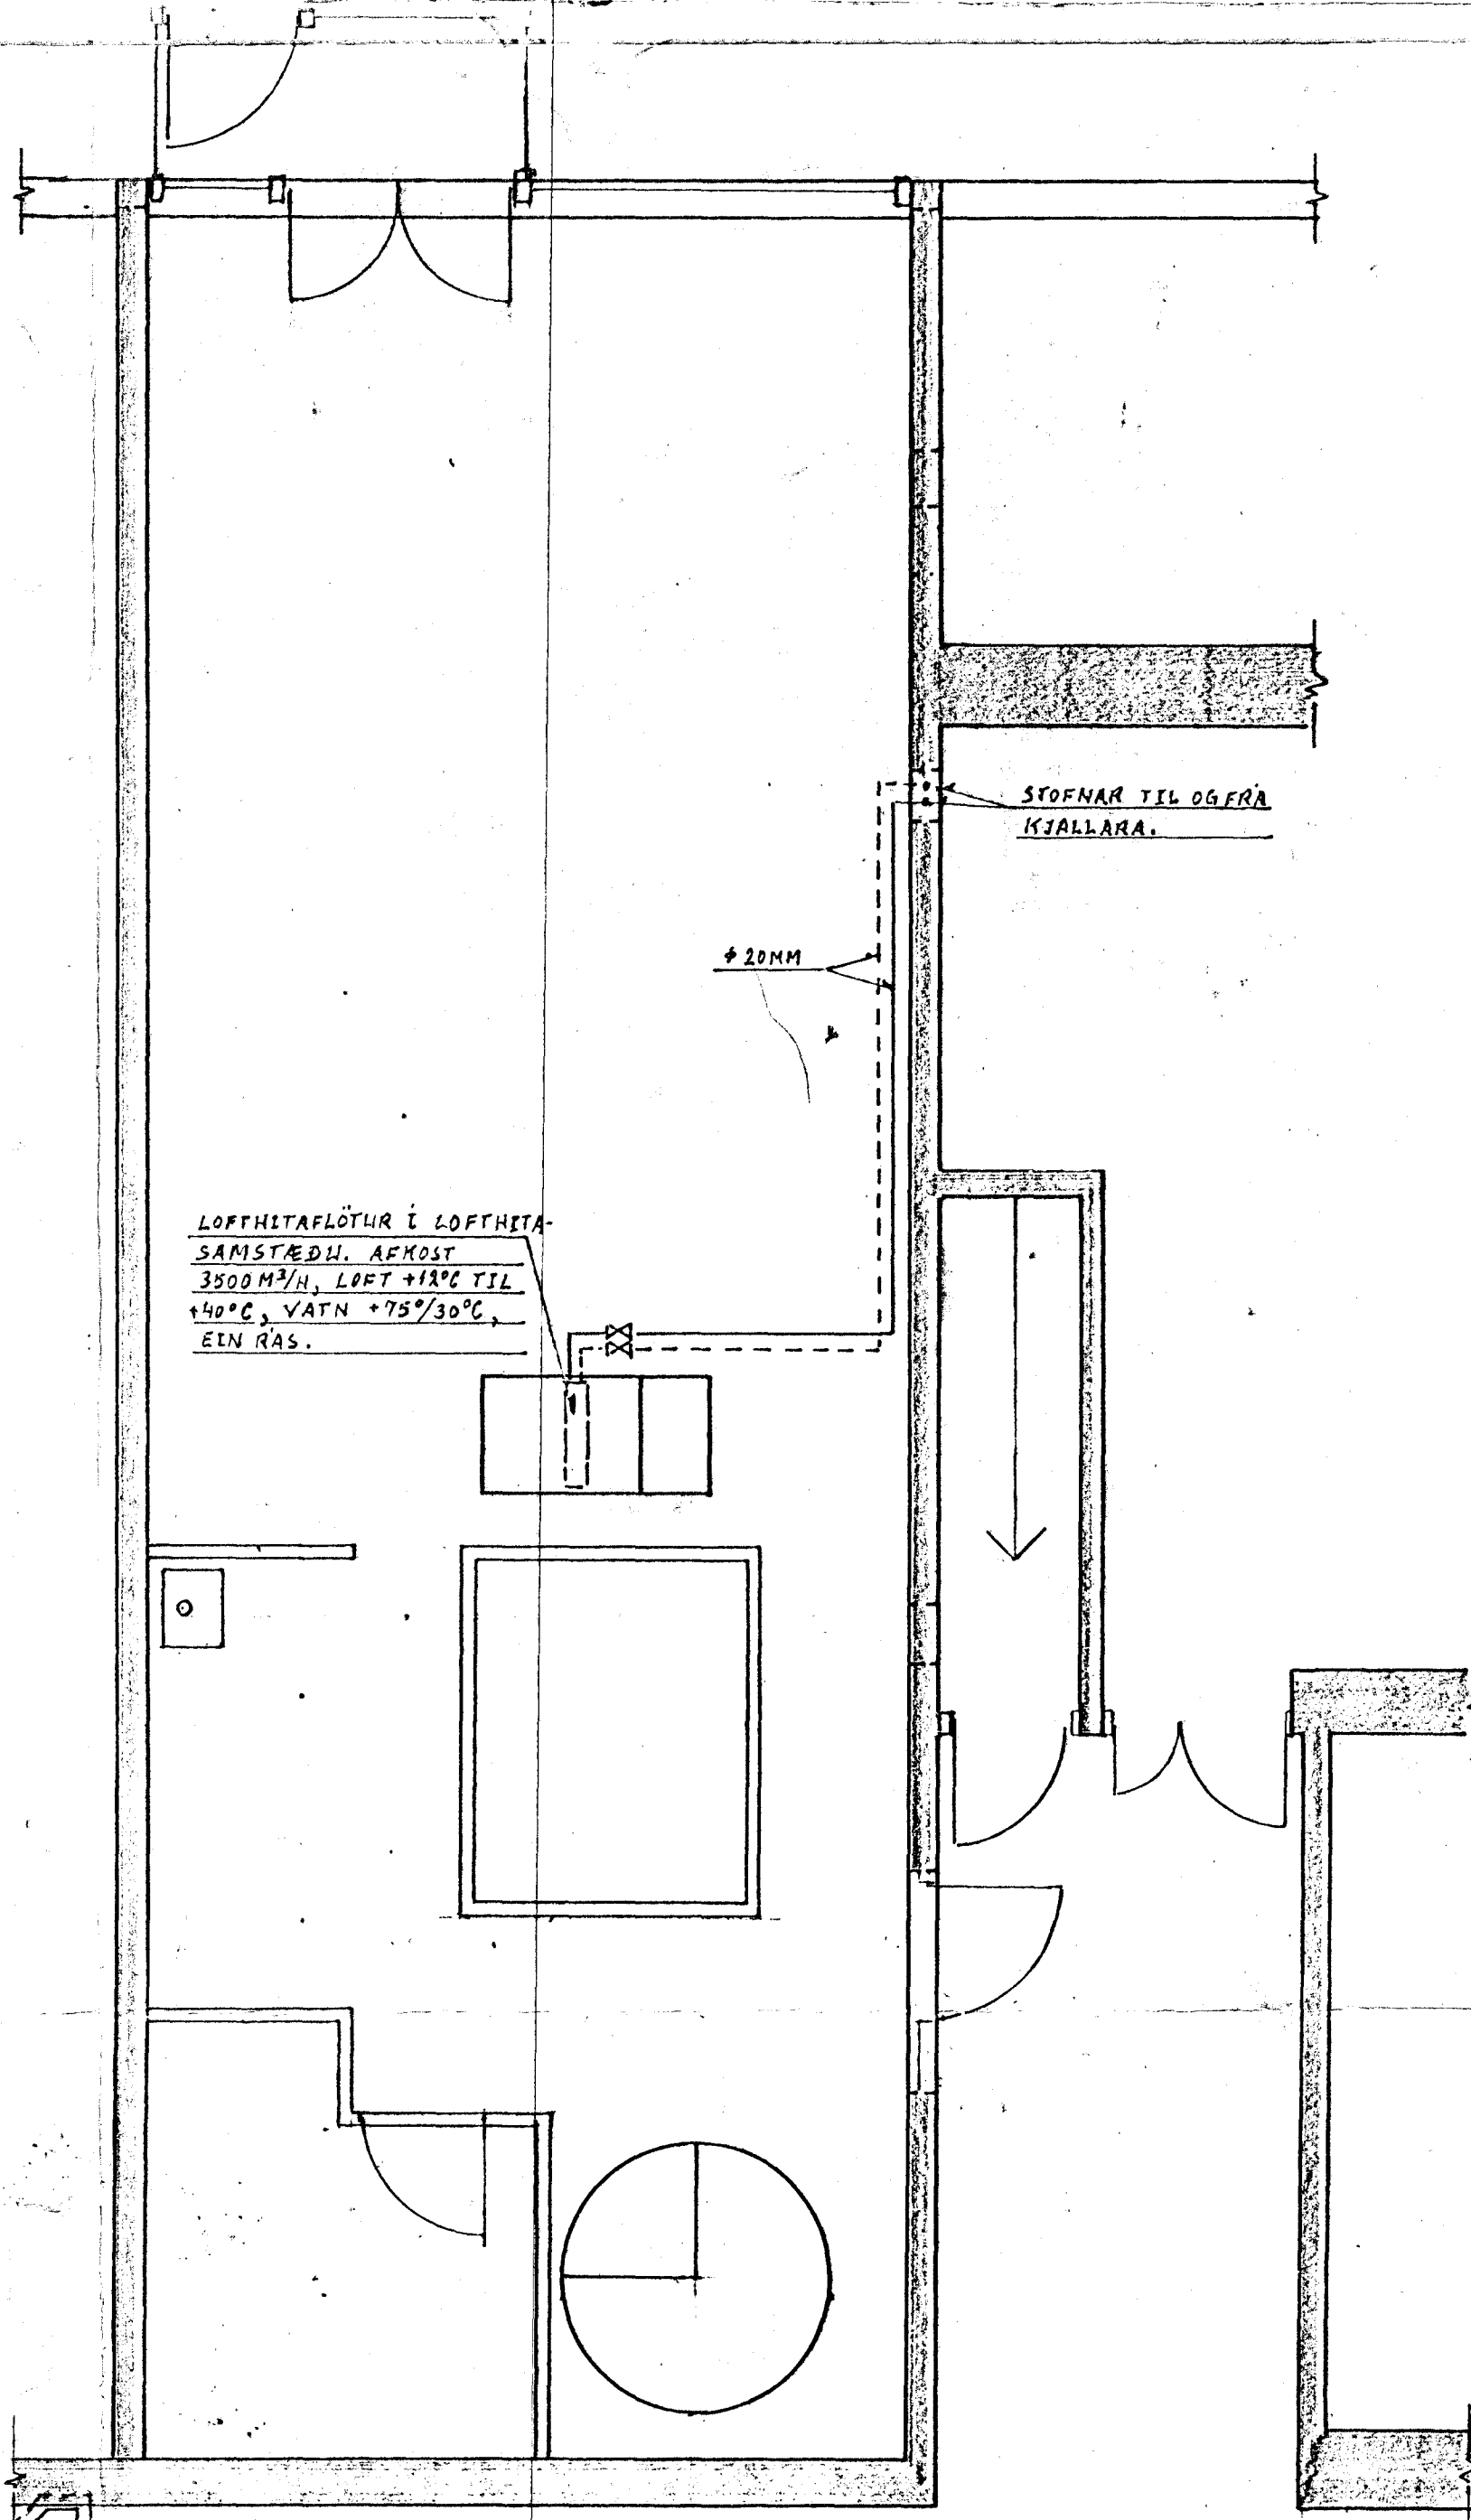 STOFNAR TIL OG FRÁ
KJALLARA.
φ 20MM
LOFTHITAFLÖTUR Í LOFTHITA-
SAMSTÆÐU. AFKÖST
3500 M³/H, LOFT +12°C TIL
+40°C, VATN +75°/30°C,
EIN RÁS.